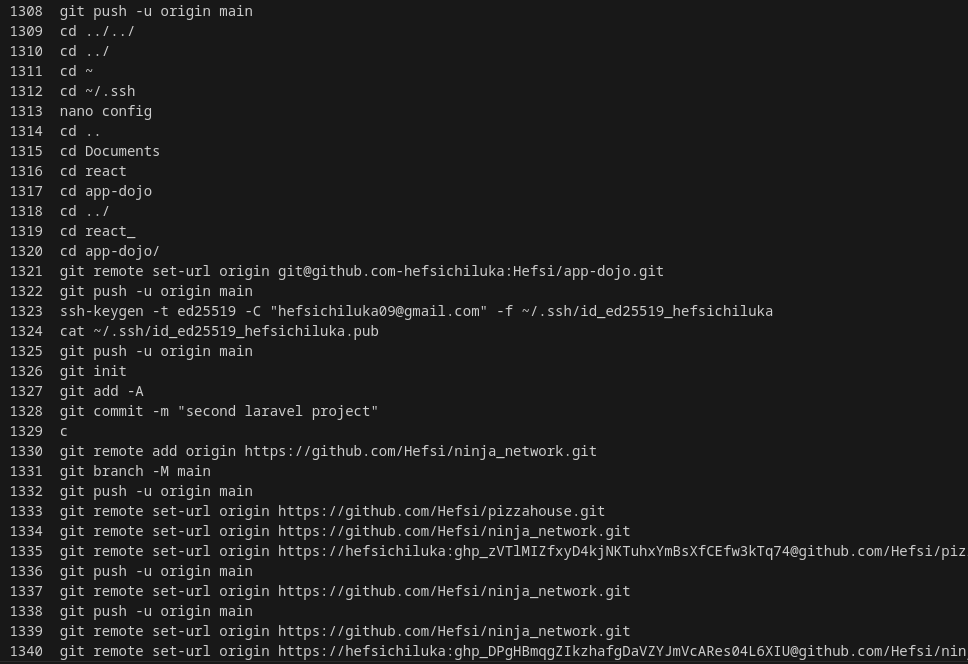 1308 git push -u origin main
1309 cd ../../
1310 cd ../
1311 cd ~
1312 cd ~/.ssh
1313 nano config
1314 cd ..
1315 cd Documents
1316 cd react
1317 cd app-dojo
1318 cd ../
1319 cd react_
1320 cd app-dojo/
1321 git remote set-url origin git@github.com-hefsichiluka:Hefsi/app-dojo.git
1322 git push -u origin main
1323 ssh-keygen -t ed25519 -C "hefsichiluka09@gmail.com" -f ~/.ssh/id_ed25519_hefsichiluka
1324 cat ~/.ssh/id_ed25519_hefsichiluka.pub
1325 git push -u origin main
1326 git init
1327 git add -A
1328 git commit -m "second laravel project"
1329 c
1330 git remote add origin https://github.com/Hefsi/ninja_network.git
1331 git branch -M main
1332 git push -u origin main
1333 git remote set-url origin https://github.com/Hefsi/pizzahouse.git
1334 git remote set-url origin https://github.com/Hefsi/ninja_network.git
1335 git remote set-url origin https://hefsichiluka:[access token redacted]@github.com/Hefsi/piz
1336 git push -u origin main
1337 git remote set-url origin https://github.com/Hefsi/ninja_network.git
1338 git push -u origin main
1339 git remote set-url origin https://github.com/Hefsi/ninja_network.git
1340 git remote set-url origin https://hefsichiluka:[access token redacted]@github.com/Hefsi/nin